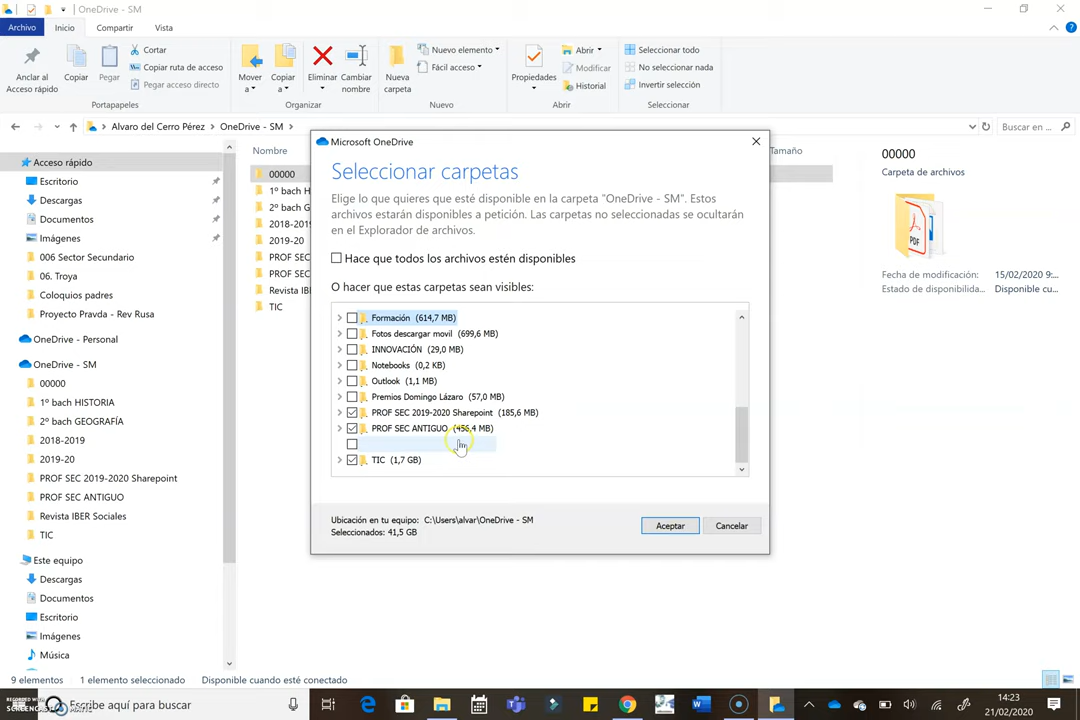 OneDrive - SM
Archivo
Inicio
Compartir
Vista
Anclar al
Acceso rápido
Copiar
Pegar
Cortar
Copiar ruta de acceso
Pegar acceso directo
Portapapeles
Mover
a
Copiar
a
Eliminar
Cambiar
nombre
Organizar
Nueva
carpeta
Nuevo elemento
Fácil acceso
Nuevo
Propiedades
Abrir
Modificar
Historial
Abrir
Seleccionar todo
No seleccionar nada
Invertir selección
Seleccionar
Alvaro del Cerro Pérez > OneDrive - SM >
Buscar en ...
Acceso rápido
Escritorio
Descargas
Documentos
Imágenes
006 Sector Secundario
06. Troya
Coloquios padres
Proyecto Pravda - Rev Rusa
OneDrive - Personal
OneDrive - SM
00000
1º bach HISTORIA
2º bach GEOGRAFÍA
2018-2019
2019-20
PROF SEC 2019-2020 Sharepoint
PROF SEC ANTIGUO
Revista IBER Sociales
TIC
Este equipo
Descargas
Documentos
Escritorio
Imágenes
Música
Nombre
Tamaño
00000
1º bach H
2º bach G
2018-2019
2019-20
PROF SEC
PROF SEC
Revista IB
TIC
Microsoft OneDrive
Seleccionar carpetas
Elige lo que quieres que esté disponible en la carpeta "OneDrive - SM". Estos
archivos estarán disponibles a petición. Las carpetas no seleccionadas se ocultarán
en el Explorador de archivos.
Hace que todos los archivos estén disponibles
O hacer que estas carpetas sean visibles:
Formación (614,7 MB)
Fotos descargar movil (699,6 MB)
INNOVACIÓN (29,0 MB)
Notebooks (0,2 KB)
Outlook (1,1 MB)
Premios Domingo Lázaro (57,0 MB)
PROF SEC 2019-2020 Sharepoint (185,6 MB)
PROF SEC ANTIGUO (456,4 MB)
TIC (1,7 GB)
Ubicación en tu equipo: C:\Users\alvar\OneDrive - SM
Seleccionados: 41,5 GB
Aceptar
Cancelar
00000
Carpeta de archivos
PDF
Fecha de modificación: 15/02/2020 9:...
Estado de disponibilida... Disponible cu...
9 elementos
1 elemento seleccionado
Disponible cuando esté conectado
RECORDED WITH
Escribe aquí para buscar
14:23
21/02/2020